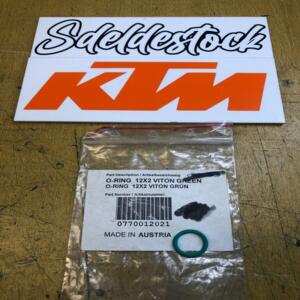 Sdeldestock
KTM
Part Description / Artikelbezeichnung
O-RING 12X2 VITON GREEN
O-RING 12X2 VITON GRÜN
Part Number / Artikelnummer
0770012021
MADE IN AUSTRIA